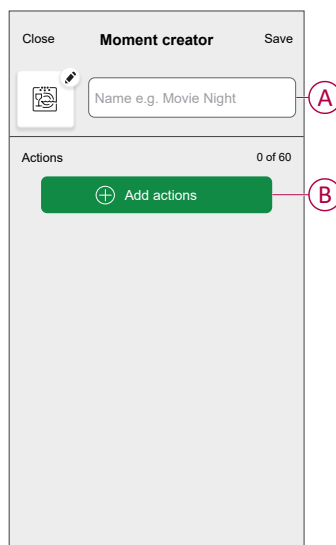 Close Moment creator Save
Name e.g. Movie Night
A
Actions 0 of 60
Add actions
B